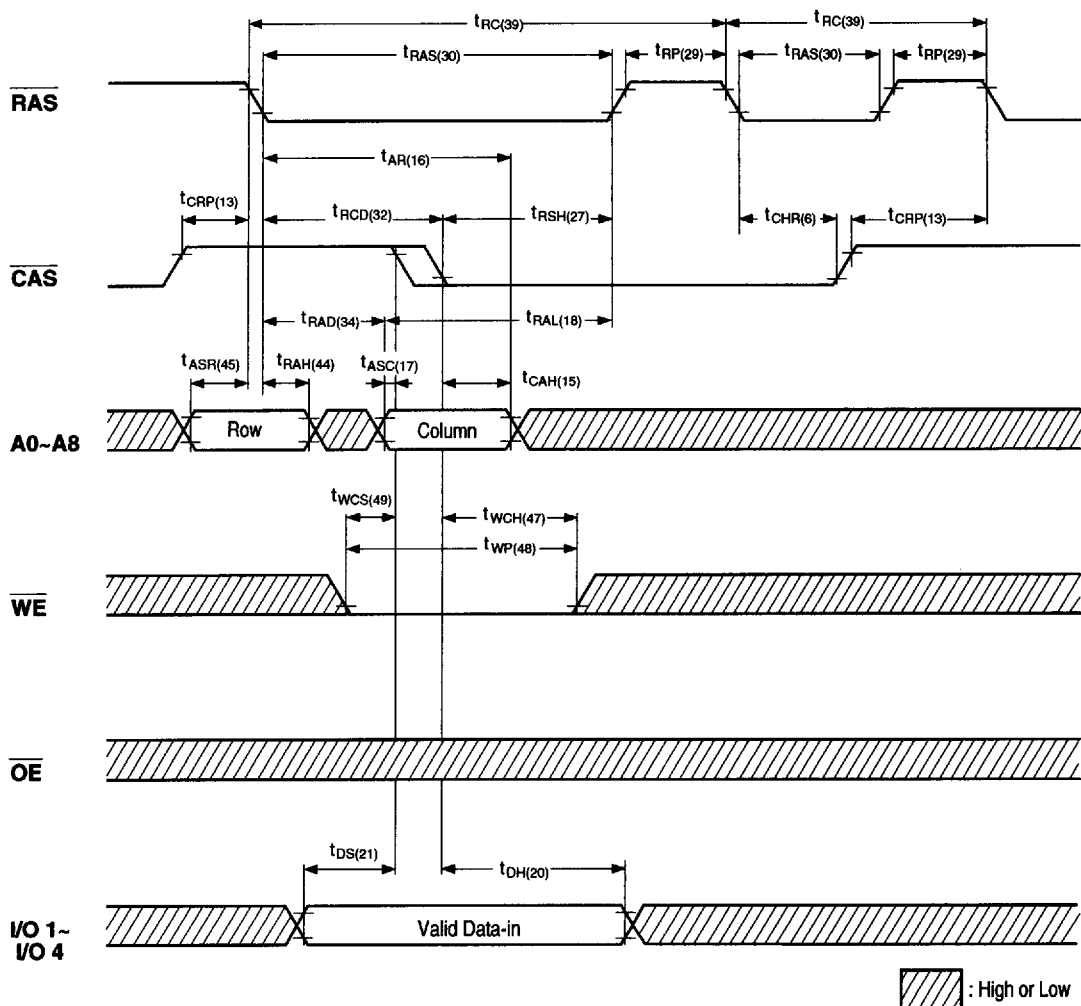 tRC(39) tRC(39)
tRAS(30) tRP(29) tRAS(30) tRP(29)
RAS
tAR(16)
tCRP(13) tRCD(32) tRSH(27) tCHR(6) tCRP(13)
CAS
tRAD(34) tRAL(18)
tASR(45) tRAH(44) tASC(17) tCAH(15)
A0~A8 Row Column
tWCS(49) tWCH(47)
tWP(48)
WE
OE
tDS(21) tDH(20)
I/O 1~
I/O 4
Valid Data-in
: High or Low